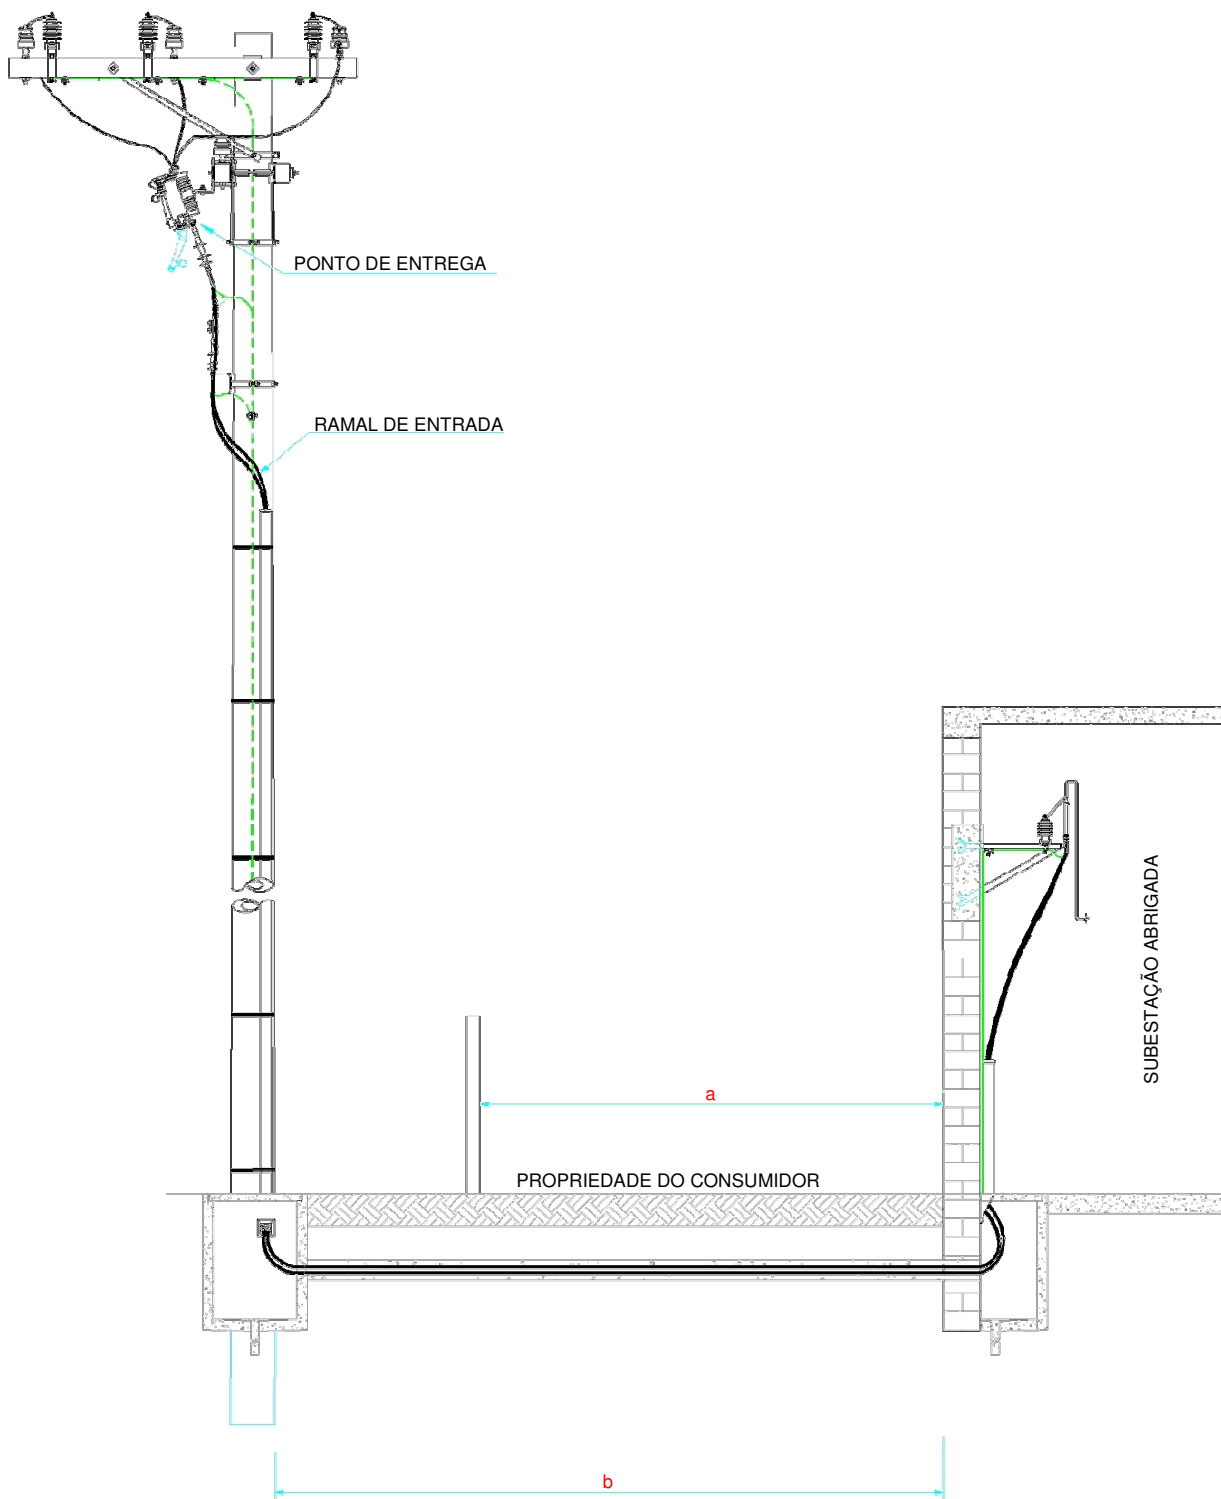 PONTO DE ENTREGA
RAMAL DE ENTRADA
SUBESTAÇÃO ABRIGADA
a
PROPRIEDADE DO CONSUMIDOR
b